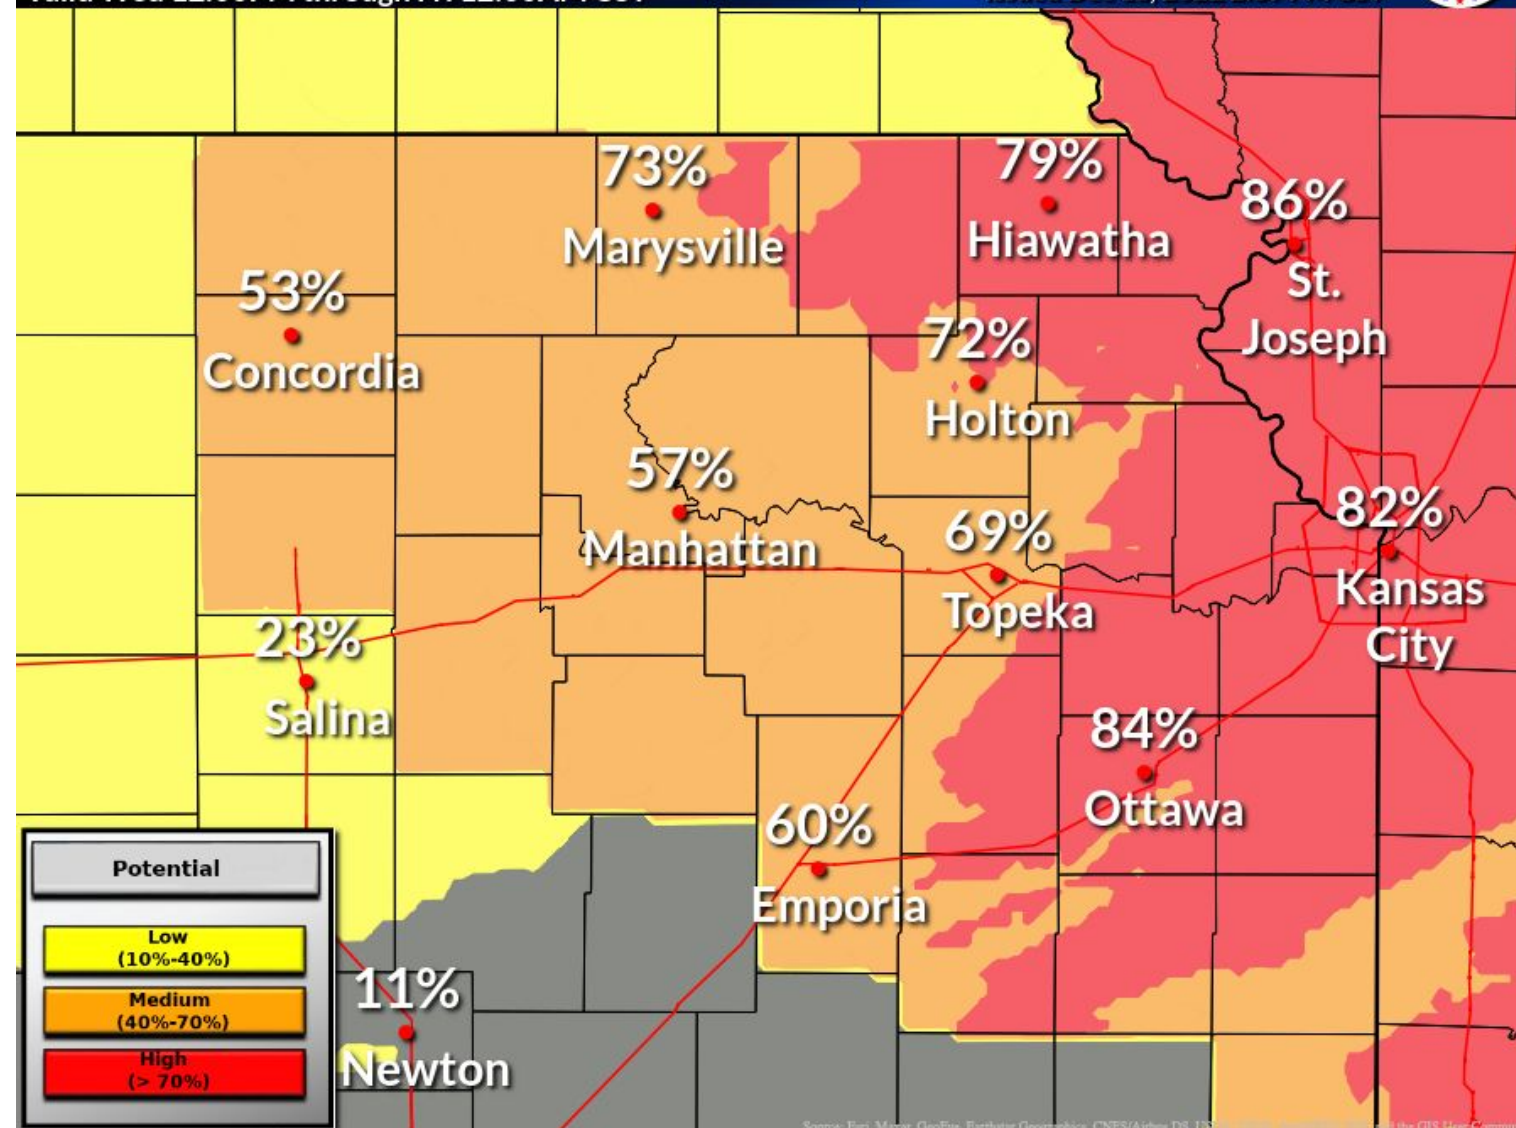 73%
Marysville
79%
Hiawatha
86%
St.
Joseph
53%
Concordia
72%
Holton
57%
Manhattan
69%
Topeka
82%
Kansas
City
23%
Salina
84%
Ottawa
60%
Emporia
11%
Newton
Potential
Low
(10%-40%)
Medium
(40%-70%)
High
(> 70%)